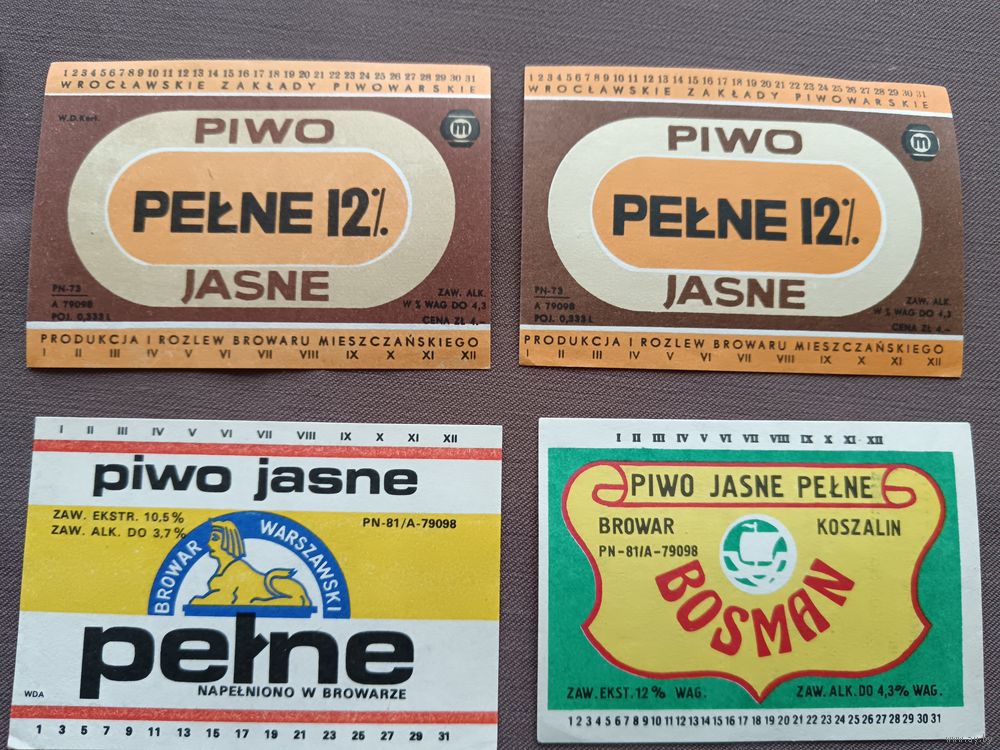 1 2 3 4 5 6 7 8 9 10 11 12 13 14 15 16 17 18 19 20 21 22 23 24 25 26 27 28 29 30 31
WROCŁAWSKIE ZAKŁADY PIWOWARSKIE
W.D.Kart.
m
PIWO
PEŁNE 12%
JASNE
PN-73
A 79098
POJ. 0,333 L
ZAW. ALK.
W % WAG DO 4,3
CENA ZŁ 4.-
PRODUKCJA I ROZLEW BROWARU MIESZCZAŃSKIEGO
I II III IV V VI VII VIII IX X XI XII
1 2 3 4 5 6 7 8 9 10 11 12 13 14 15 16 17 18 19 20 21 22 23 24 25 26 27 28 29 30 31
WROCŁAWSKIE ZAKŁADY PIWOWARSKIE
m
PIWO
PEŁNE 12%
JASNE
PN-73
A 79098
POJ. 0,333 L
ZAW. ALK.
W % WAG DO 4,3
CENA ZŁ 4.-
PRODUKCJA I ROZLEW BROWARU MIESZCZAŃSKIEGO
I II III IV V VI VII VIII IX X XI XII
I II III IV V VI VII VIII IX X XI XII
piwo jasne
ZAW. EKSTR. 10,5%
ZAW. ALK. DO 3,7 %
PN-81/A-79098
BROWAR WARSZAWSKI
pełne
NAPEŁNIONO W BROWARZE
WDA
1 3 5 7 9 11 13 15 17 19 21 23 25 27 29 31
I II III IV V VI VII VIII IX X XI XII
PIWO JASNE PEŁNE
BROWAR KOSZALIN
PN-81/A-79098
BOSMAN
ZAW. EKST. 12 % WAG. ZAW. ALK. DO 4,3% WAG.
1 2 3 4 5 6 7 8 9 10 11 12 13 14 15 16 17 18 19 20 21 22 23 24 25 26 27 28 29 30 31